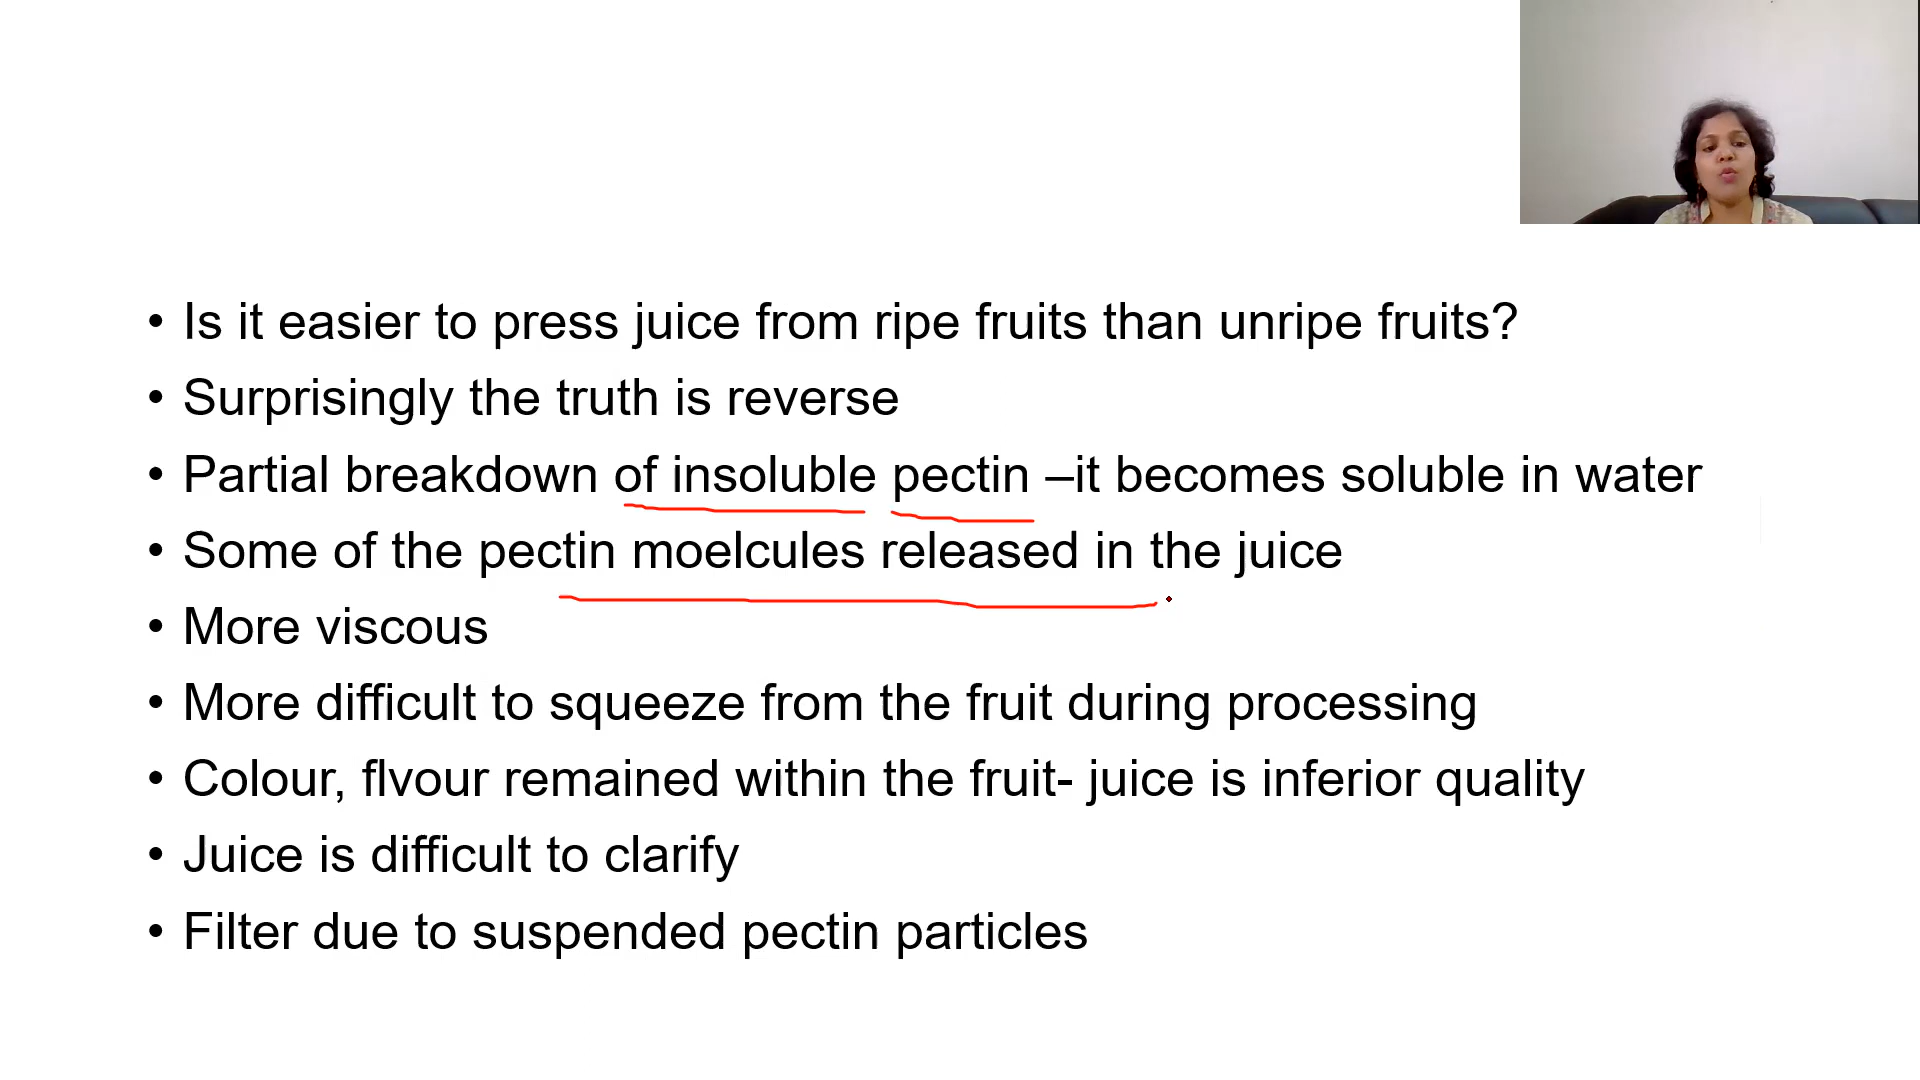 • Is it easier to press juice from ripe fruits than unripe fruits?
• Surprisingly the truth is reverse
• Partial breakdown of insoluble pectin –it becomes soluble in water
• Some of the pectin moelcules released in the juice
• More viscous
• More difficult to squeeze from the fruit during processing
• Colour, flvour remained within the fruit- juice is inferior quality
• Juice is difficult to clarify
• Filter due to suspended pectin particles